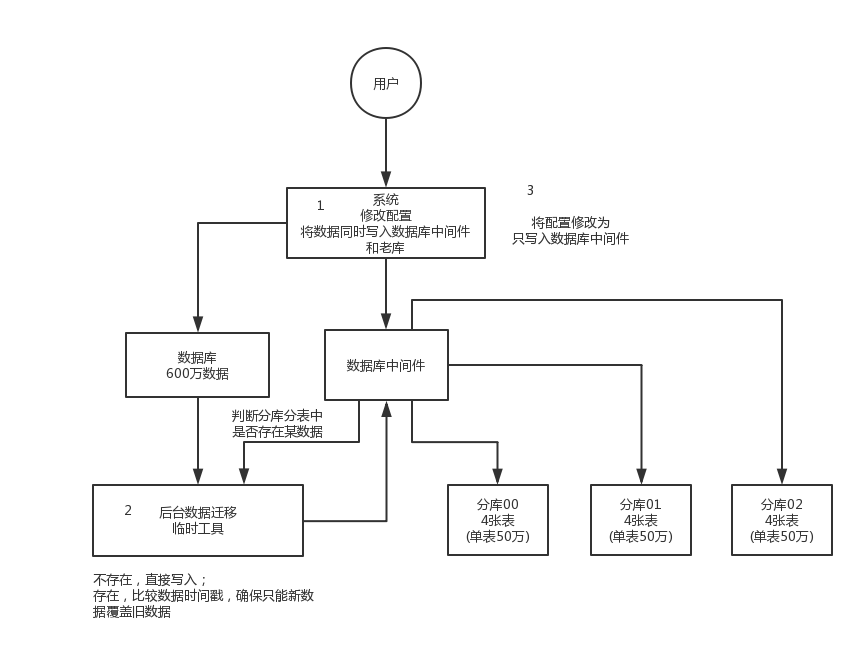 用户
1
系统
修改配置
将数据同时写入数据库中间件
和老库
3
将配置修改为
只写入数据库中间件
数据库
600万数据
数据库中间件
判断分库分表中
是否存在某数据
2
后台数据迁移
临时工具
分库00
4张表
(单表50万)
分库01
4张表
(单表50万)
分库02
4张表
(单表50万)
不存在，直接写入；
存在，比较数据时间戳，确保只能新数
据覆盖旧数据